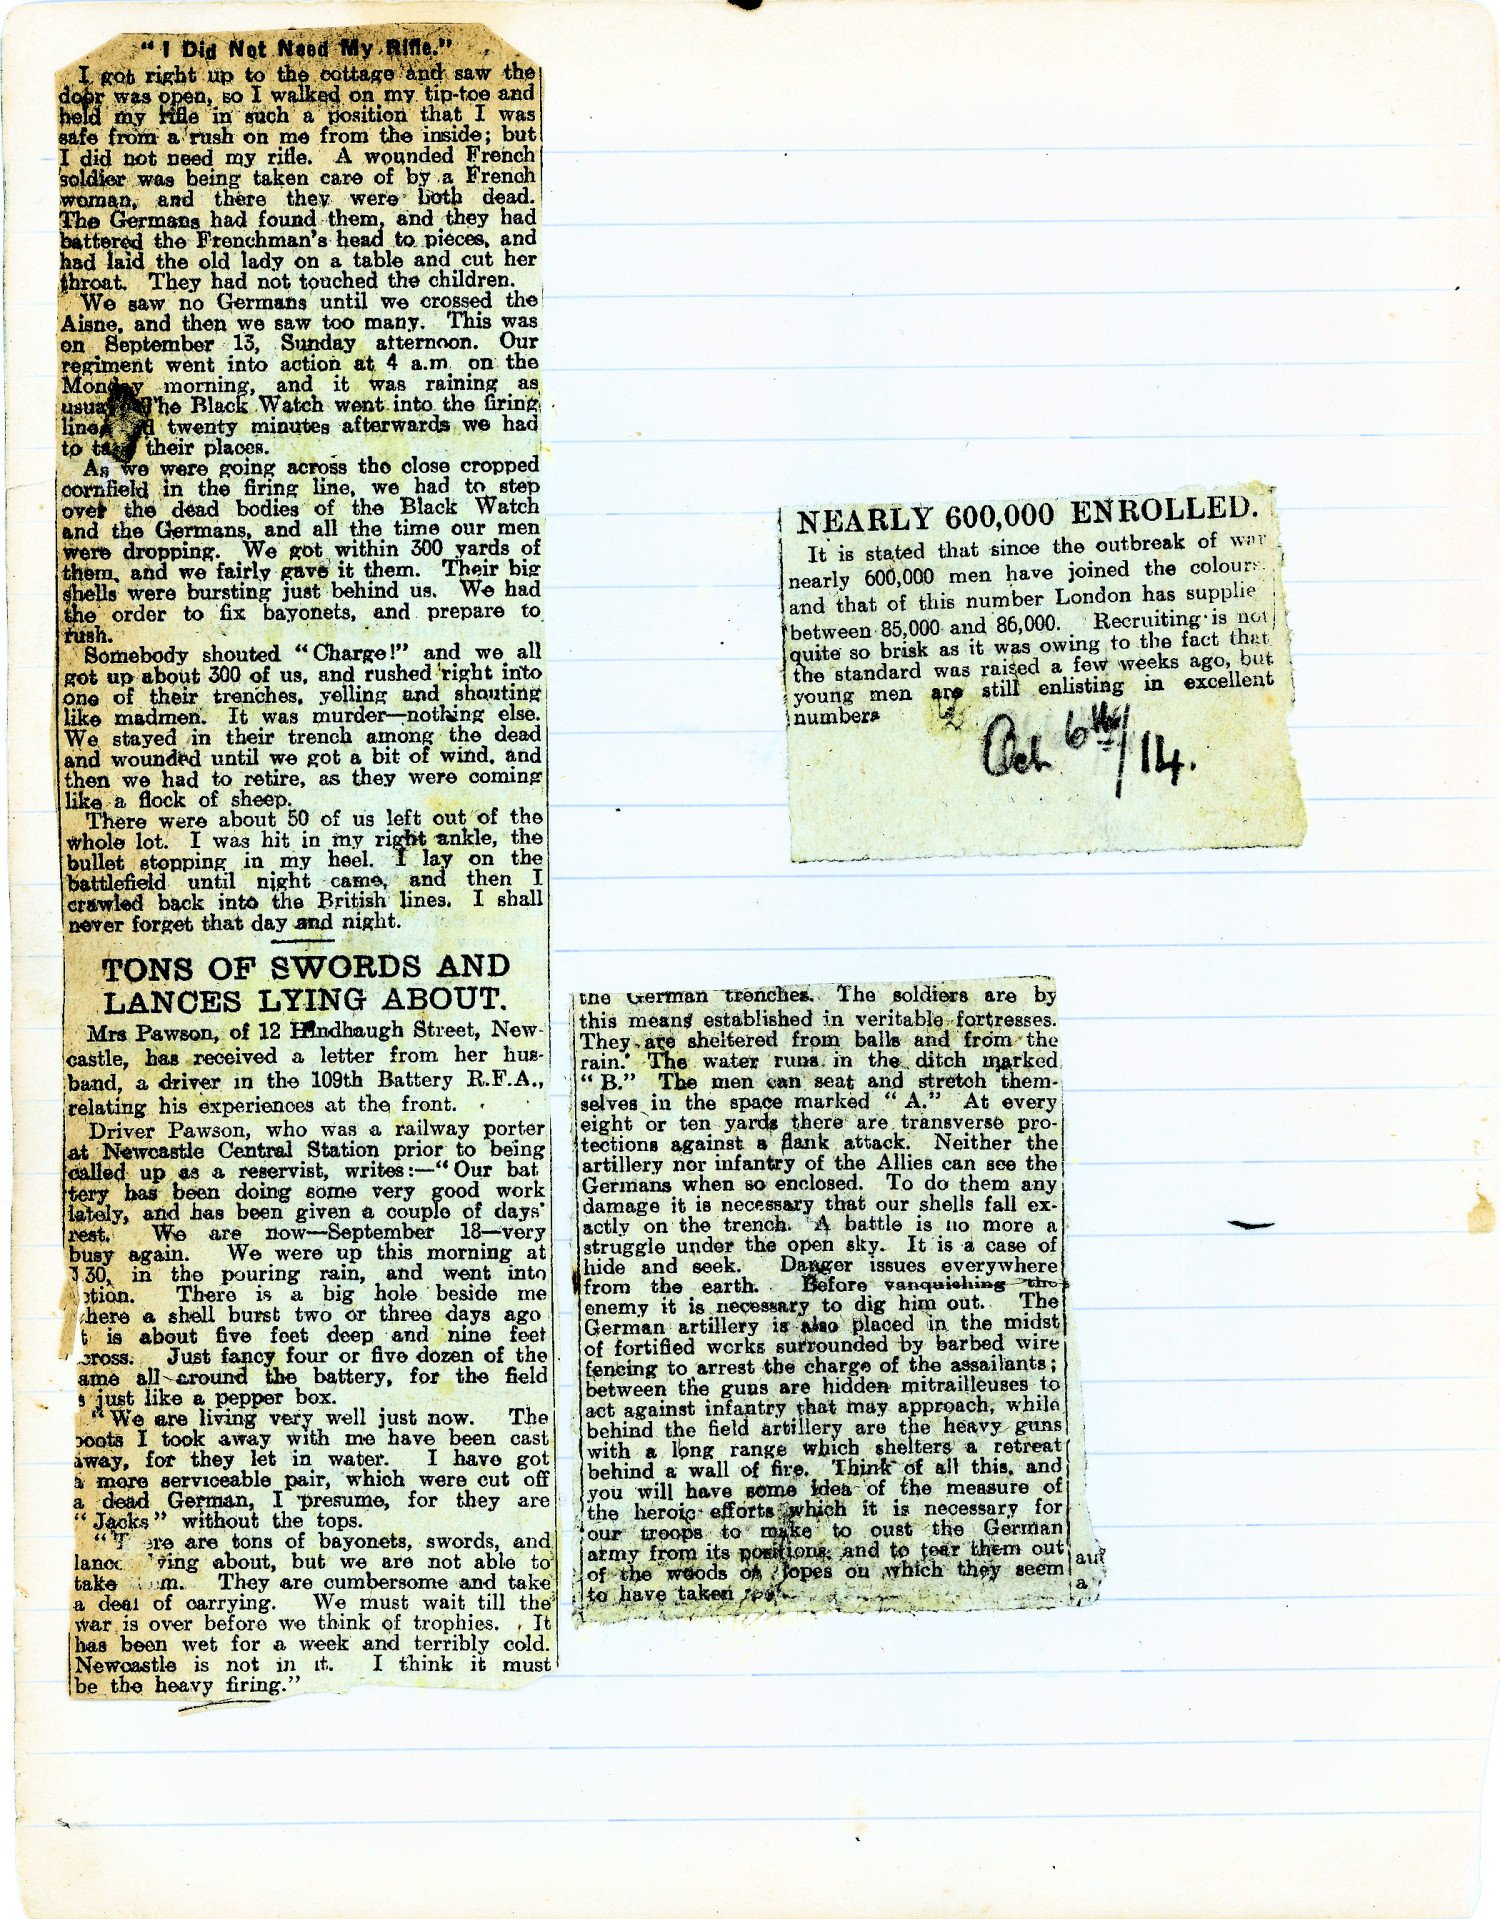 "I Did Not Need My Rifle."
I got right up to the cottage and saw the
door was open, so I walked on my tip-toe and
held my rifle in such a position that I was
safe from a rush on me from the inside; but
I did not need my rifle. A wounded French
soldier was being taken care of by a French
woman, and there they were both dead.
The Germans had found them, and they had
battered the Frenchman's head to pieces, and
had laid the old lady on a table and cut her
throat. They had not touched the children.
We saw no Germans until we crossed the
Aisne, and then we saw too many. This was
on September 13, Sunday afternoon. Our
regiment went into action at 4 a.m. on the
Monday morning, and it was raining as
usual. The Black Watch went into the firing
line, twenty minutes afterwards we had
to take their places.
As we were going across the close cropped
cornfield in the firing line, we had to step
over the dead bodies of the Black Watch
and the Germans, and all the time our men
were dropping. We got within 300 yards of
them, and we fairly gave it them. Their big
shells were bursting just behind us. We had
the order to fix bayonets, and prepare to
rush.
Somebody shouted "Charge!" and we all
got up about 300 of us, and rushed right into
one of their trenches, yelling and shouting
like madmen. It was murder—nothing else.
We stayed in their trench among the dead
and wounded until we got a bit of wind, and
then we had to retire, as they were coming
like a flock of sheep.
There were about 50 of us left out of the
whole lot. I was hit in my right ankle, the
bullet stopping in my heel. I lay on the
battlefield until night came, and then I
crawled back into the British lines. I shall
never forget that day and night.
TONS OF SWORDS AND
LANCES LYING ABOUT.
Mrs Pawson, of 12 Hindhaugh Street, New-
castle, has received a letter from her hus-
band, a driver in the 109th Battery R.F.A.,
relating his experiences at the front.
Driver Pawson, who was a railway porter
at Newcastle Central Station prior to being
called up as a reservist, writes:—"Our bat
tery has been doing some very good work
lately, and has been given a couple of days'
rest. We are now—September 18—very
busy again. We were up this morning at
3.30, in the pouring rain, and went into
ction. There is a big hole beside me
here a shell burst two or three days ago
t is about five feet deep and nine feet
cross. Just fancy four or five dozen of the
ame all around the battery, for the field
s just like a pepper box.
"We are living very well just now. The
boots I took away with me have been cast
away, for they let in water. I have got
a more serviceable pair, which were cut off
a dead German, I presume, for they are
"Jacks" without the tops.
"There are tons of bayonets, swords, and
lances lying about, but we are not able to
take them. They are cumbersome and take
a deal of carrying. We must wait till the
war is over before we think of trophies. It
has been wet for a week and terribly cold.
Newcastle is not in it. I think it must
be the heavy firing."
NEARLY 600,000 ENROLLED.
It is stated that since the outbreak of war
nearly 600,000 men have joined the colours
and that of this number London has supplie
between 85,000 and 86,000. Recruiting is not
quite so brisk as it was owing to the fact that
the standard was raised a few weeks ago, but
young men are still enlisting in excellent
numbers
Oct 6th/14.
the German trenches. The soldiers are by
this means established in veritable fortresses.
They are sheltered from balls and from the
rain. The water runs in the ditch marked
"B." The men can seat and stretch them-
selves in the space marked "A." At every
eight or ten yards there are transverse pro-
tections against a flank attack. Neither the
artillery nor infantry of the Allies can see the
Germans when so enclosed. To do them any
damage it is necessary that our shells fall ex-
actly on the trench. A battle is no more a
struggle under the open sky. It is a case of
hide and seek. Danger issues everywhere
from the earth. Before vanquishing the
enemy it is necessary to dig him out. The
German artillery is also placed in the midst
of fortified works surrounded by barbed wire
fencing to arrest the charge of the assailants;
between the guns are hidden mitrailleuses to
act against infantry that may approach, while
behind the field artillery are the heavy guns
with a long range which shelters a retreat
behind a wall of fire. Think of all this, and
you will have some idea of the measure of
the heroic efforts which it is necessary for
our troops to make to oust the German
army from its positions, and to tear them out
of the woods or slopes on which they seem
to have taken
aut
a